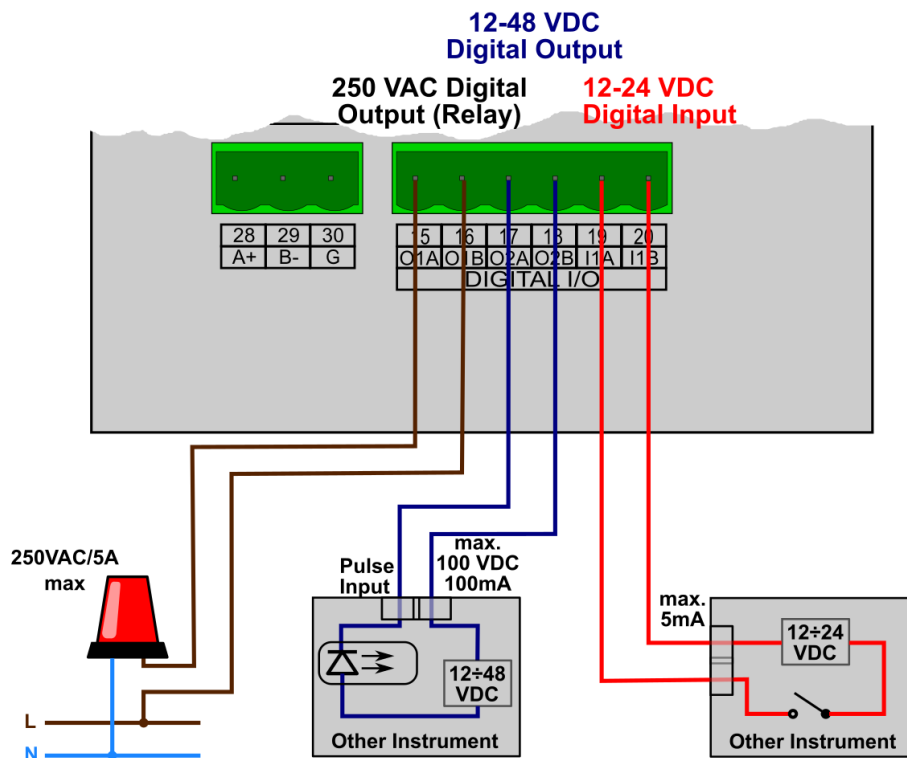 12-48 VDC
Digital Output
250 VAC Digital
Output (Relay)
12-24 VDC
Digital Input
28 29 30
A+ B- G
15 16 17 18 19 20
O1A O1B O2A O2B I1A I1B
DIGITAL I/O
250VAC/5A
max
Pulse
Input
max.
100 VDC
100mA
max.
5mA
12÷48
VDC
12÷24
VDC
L
N
Other Instrument
Other Instrument